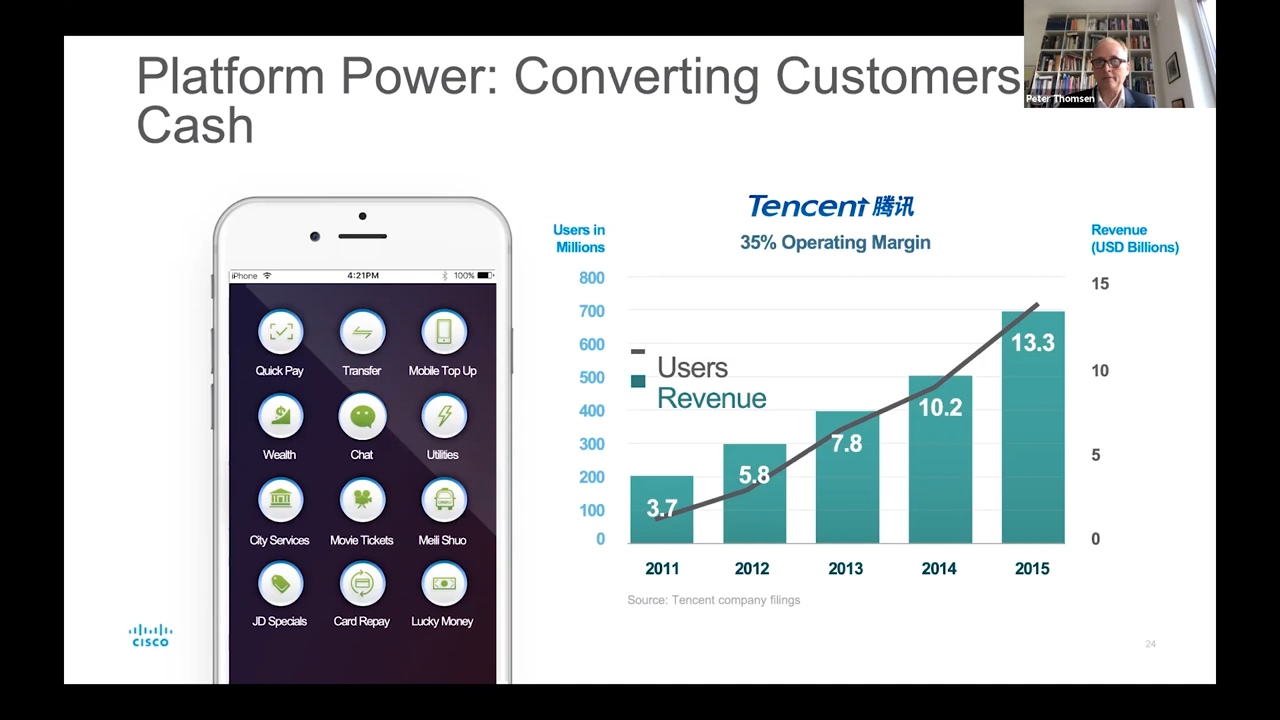 Platform Power: Converting Customers
Cash
Peter Thomsen
Tencent 腾讯
35% Operating Margin
Users in
Millions
Revenue
(USD Billions)
iPhone
4:21PM
100%
Quick Pay
Transfer
Mobile Top Up
Wealth
Chat
Utilities
City Services
Movie Tickets
Meili Shuo
JD Specials
Card Repay
Lucky Money
800
700
600
500
400
300
200
100
0
Users
Revenue
3.7
5.8
7.8
10.2
13.3
15
10
5
0
2011
2012
2013
2014
2015
Source: Tencent company filings
CISCO
24